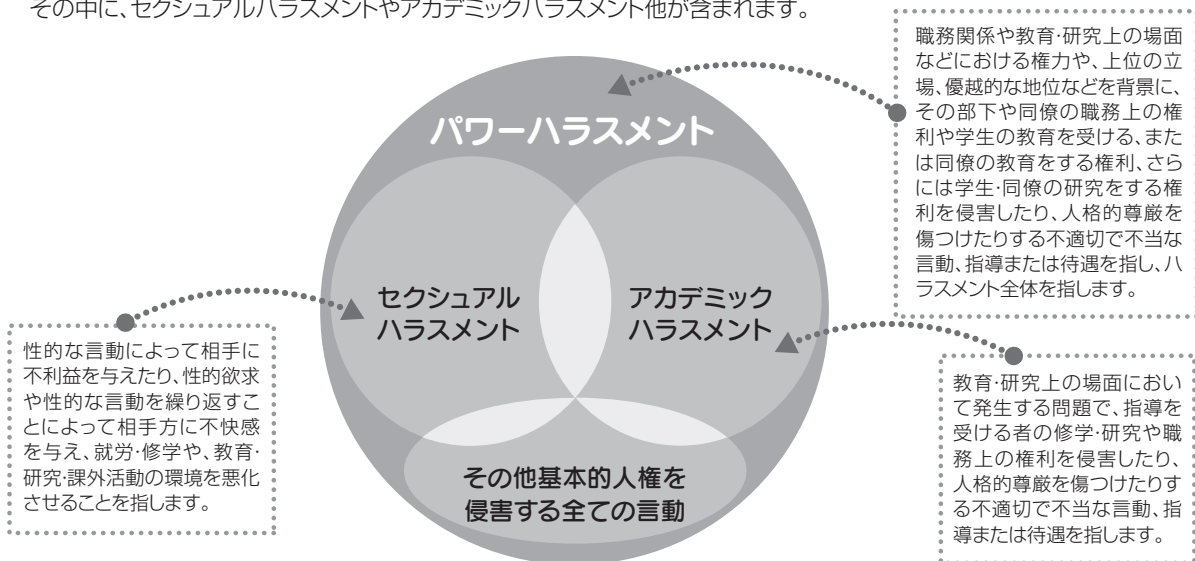 その中に、セクシュアルハラスメントやアカデミックハラスメント他が含まれます。
職務関係や教育・研究上の場面
などにおける権力や、上位の立
場、優越的な地位などを背景に、
その部下や同僚の職務上の権
利や学生の教育を受ける、また
は同僚の教育をする権利、さら
には学生・同僚の研究をする権
利を侵害したり、人格的尊厳を
傷つけたりする不適切で不当な
言動、指導または待遇を指し、ハ
ラスメント全体を指します。
パワーハラスメント
セクシュアル
ハラスメント
アカデミック
ハラスメント
性的な言動によって相手に
不利益を与えたり、性的欲求
や性的な言動を繰り返すこ
とによって相手方に不快感
を与え、就労・修学や、教育・
研究・課外活動の環境を悪化
させることを指します。
教育・研究上の場面におい
て発生する問題で、指導を
受ける者の修学・研究や職
務上の権利を侵害したり、
人格的尊厳を傷つけたりす
る不適切で不当な言動、指
導または待遇を指します。
その他基本的人権を
侵害する全ての言動